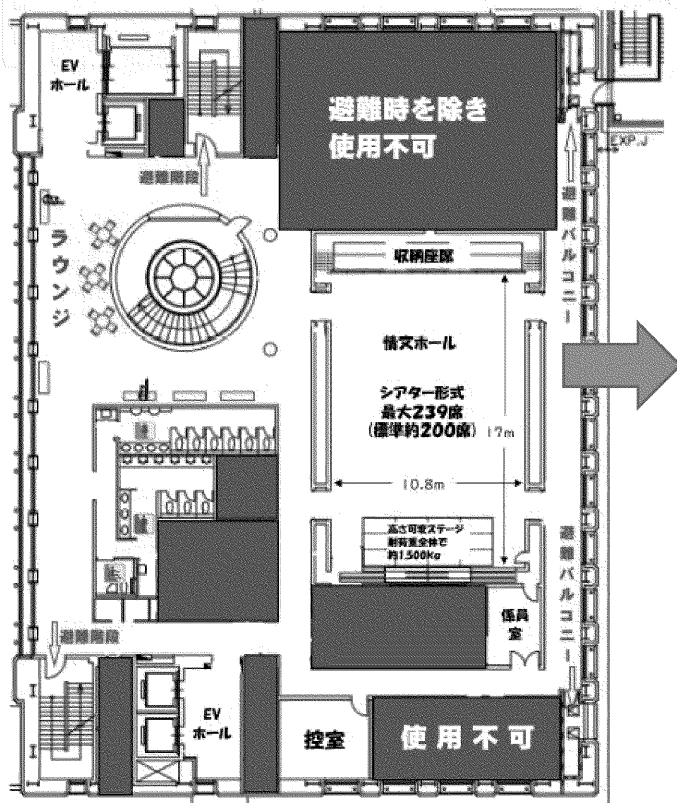 EV
ホール
避難時を除き
使用不可
EXP.J
避難階段
避難バルコニー
ラウンジ
収納座席
情文ホール
シアター形式
最大239席
(標準約200席)
17m
10.8m
高さ可変ステージ
耐荷重全体で
約1,500Kg
避難バルコニー
係員
室
避難階段
EV
ホール
控室
使用不可